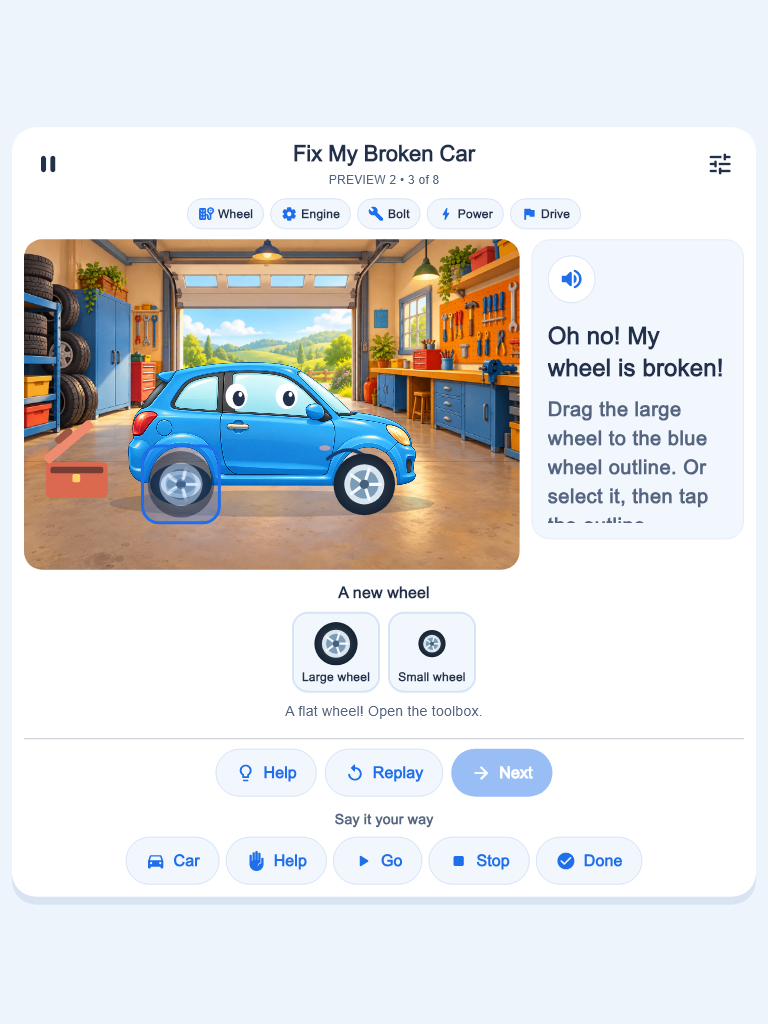 Fix My Broken Car
PREVIEW 2 • 3 of 8
Wheel
Engine
Bolt
Power
Drive
Oh no! My
wheel is broken!
Drag the large
wheel to the blue
wheel outline. Or
select it, then tap
the outline
A new wheel
Large wheel
Small wheel
A flat wheel! Open the toolbox.
Help
Replay
Next
Say it your way
Car
Help
Go
Stop
Done